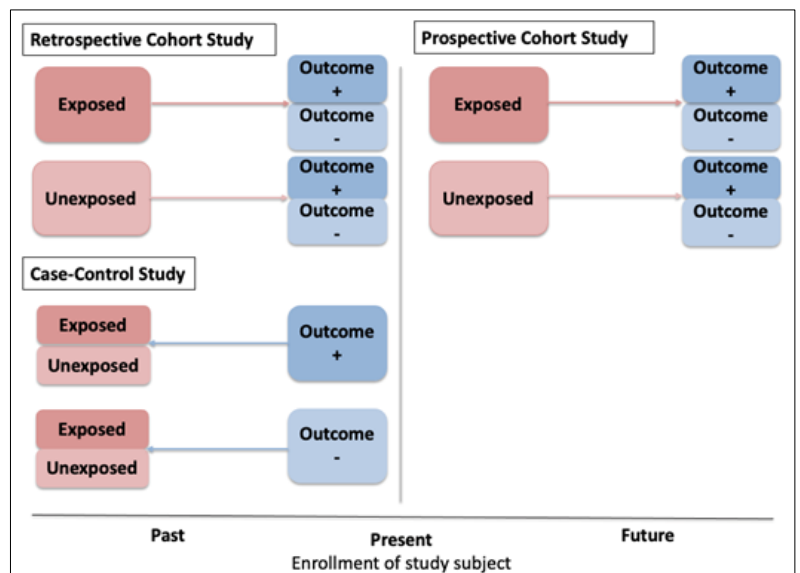 Retrospective Cohort Study
Exposed
Outcome
+
Outcome
-
Unexposed
Outcome
+
Outcome
-
Prospective Cohort Study
Exposed
Outcome
+
Outcome
-
Unexposed
Outcome
+
Outcome
-
Case-Control Study
Exposed
Unexposed
Outcome
+
Exposed
Unexposed
Outcome
-
Past
Present
Future
Enrollment of study subject